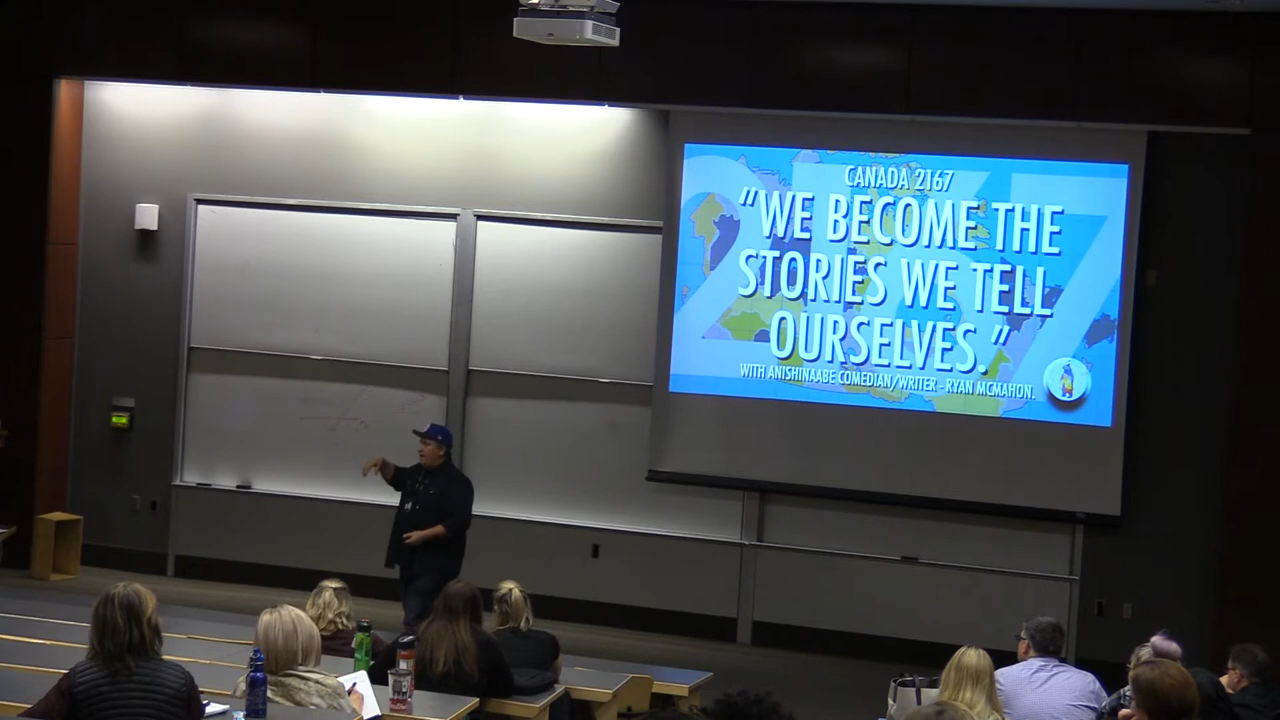 CANADA 2167
"WE BECOME THE
STORIES WE TELL
OURSELVES."
WITH ANISHINAABE COMEDIAN/WRITER - RYAN MCMAHON.